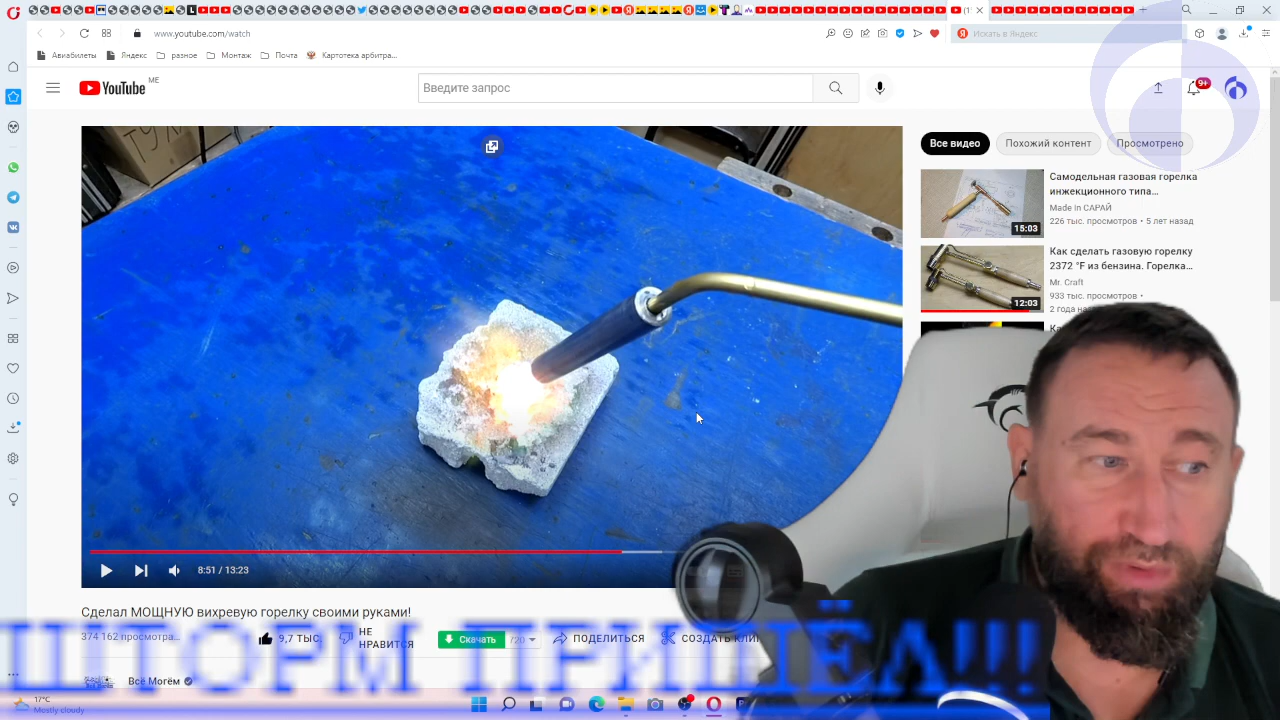 www.youtube.com/watch
Искать в Яндекс
Авиабилеты
Яндекс
разное
Монтаж
Почта
Картотека арбитра...
YouTube
ME
Введите запрос
9+
Все видео
Похожий контент
Просмотрено
Самодельная газовая горелка
инжекционного типа...
Made in САРАЙ
226 тыс. просмотров • 5 лет назад
15:03
Как сделать газовую горелку
2372 °F из бензина. Горелка...
Mr. Craft
933 тыс. просмотров •
12:03
8:51 / 13:23
Сделал МОЩНУЮ вихревую горелку своими руками!
374 162 просмотра...
9,7 ТЫС.
НЕ
НРАВИТСЯ
Скачать
720
ПОДЕЛИТЬСЯ
ШТОРМ ПРИШЁЛ!!!
Всё Могём
17°C
Mostly cloudy